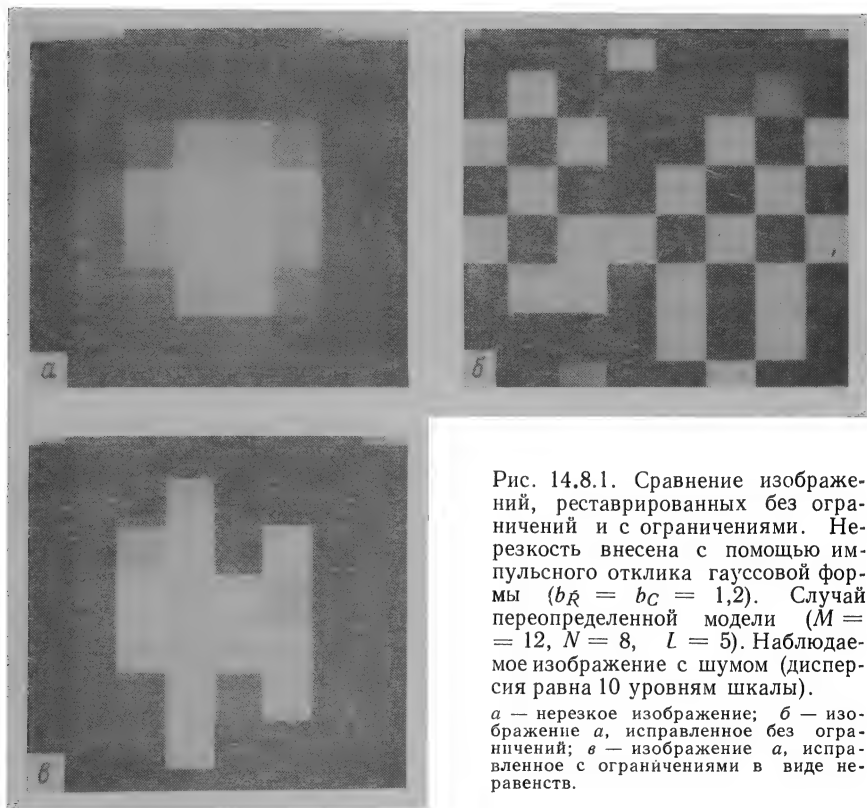 а
б
в
Рис. 14.8.1. Сравнение изображе-
ний, реставрированных без огра-
ничений и с ограничениями. Не-
резкость внесена с помощью им-
пульсного отклика гауссовой фор-
мы (bR = bC = 1,2). Случай
переопределенной модели (M =
= 12, N = 8, L = 5). Наблюдае-
мое изображение с шумом (диспер-
сия равна 10 уровням шкалы).
а — нерезкое изображение; б — изо-
бражение а, исправленное без огра-
ничений; в — изображение а, испра-
вленное с ограничениями в виде не-
равенств.